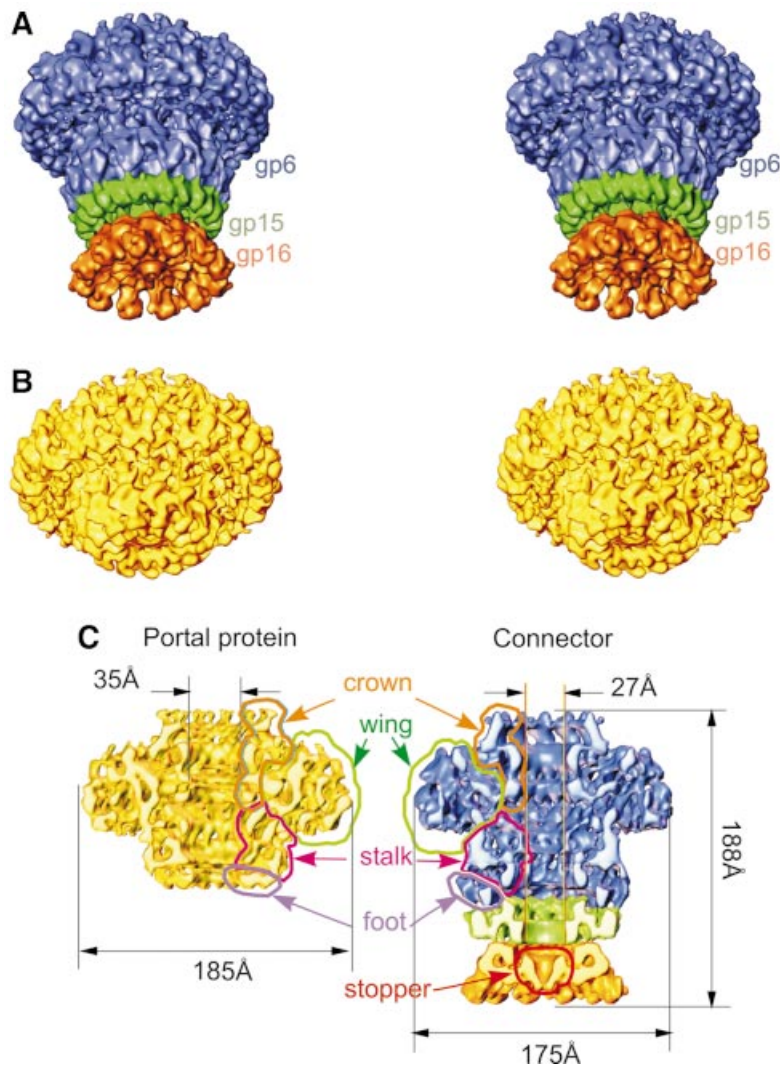 A
gp6
gp15
gp16
gp6
gp15
gp16
B
C
Portal protein
Connector
35Å
crown
27Å
wing
188Å
stalk
foot
185Å
stopper
175Å